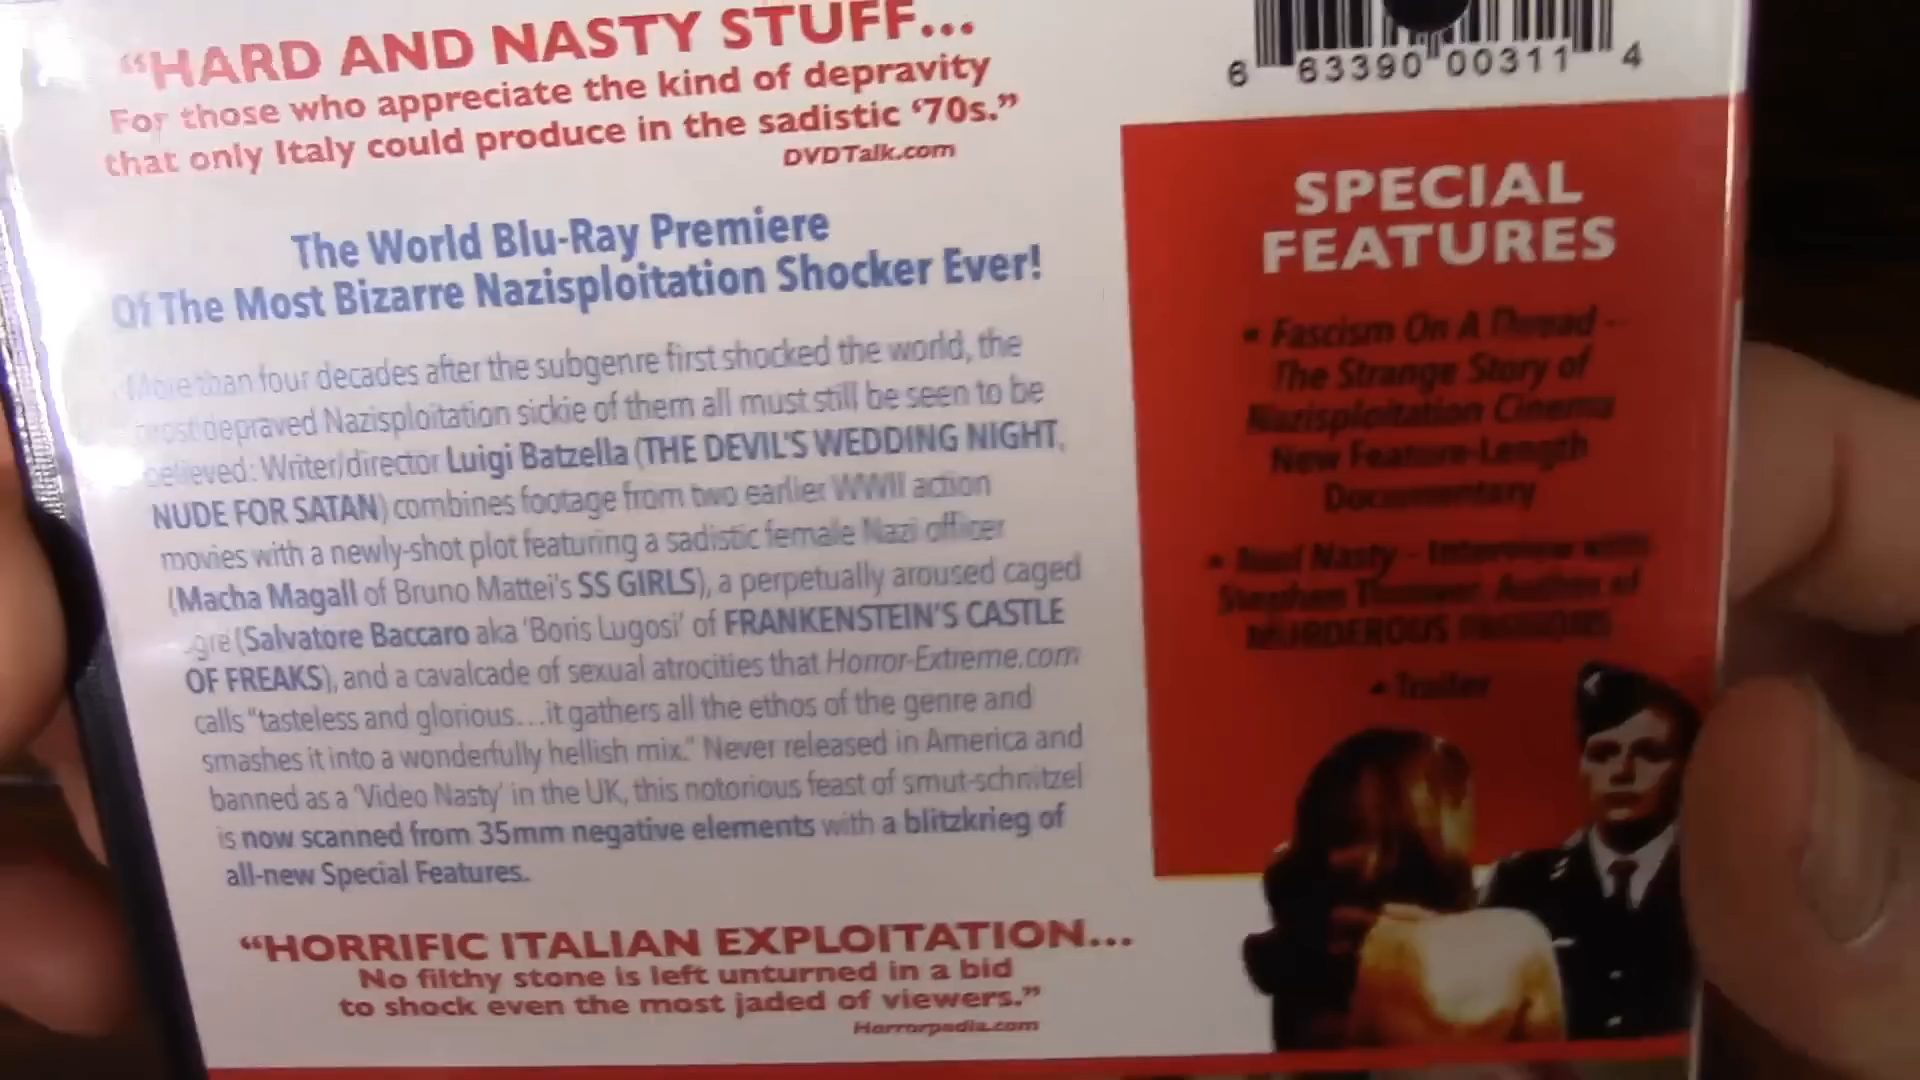 “HARD AND NASTY STUFF...
For those who appreciate the kind of depravity
that only Italy could produce in the sadistic ‘70s.”
DVDTalk.com
The World Blu-Ray Premiere
Of The Most Bizarre Nazisploitation Shocker Ever!
More than four decades after the subgenre first shocked the world, the
most depraved Nazisploitation sickie of them all must still be seen to be
believed: Writer/director Luigi Batzella (THE DEVIL'S WEDDING NIGHT,
NUDE FOR SATAN) combines footage from two earlier WWII action
movies with a newly-shot plot featuring a sadistic female Nazi officer
(Macha Magall of Bruno Mattei's SS GIRLS), a perpetually aroused caged
(Salvatore Baccaro aka ‘Boris Lugosi’ of FRANKENSTEIN'S CASTLE
OF FREAKS), and a cavalcade of sexual atrocities that Horror-Extreme.com
calls “tasteless and glorious...it gathers all the ethos of the genre and
smashes it into a wonderfully hellish mix.” Never released in America and
banned as a ‘Video Nasty’ in the UK, this notorious feast of smut-schnitzel
is now scanned from 35mm negative elements with a blitzkrieg of
all-new Special Features.
“HORRIFIC ITALIAN EXPLOITATION...
No filthy stone is left unturned in a bid
to shock even the most jaded of viewers.”
Horrorpedia.com
6 63390 00311 4
SPECIAL
FEATURES
• Fascism On A Thread –
The Strange Story of
Nazisploitation Cinema
New Feature-Length
Documentary
• Nasty – Interview with
Stephen Thrower, Author of
MURDEROUS PASSIONS
• Trailer